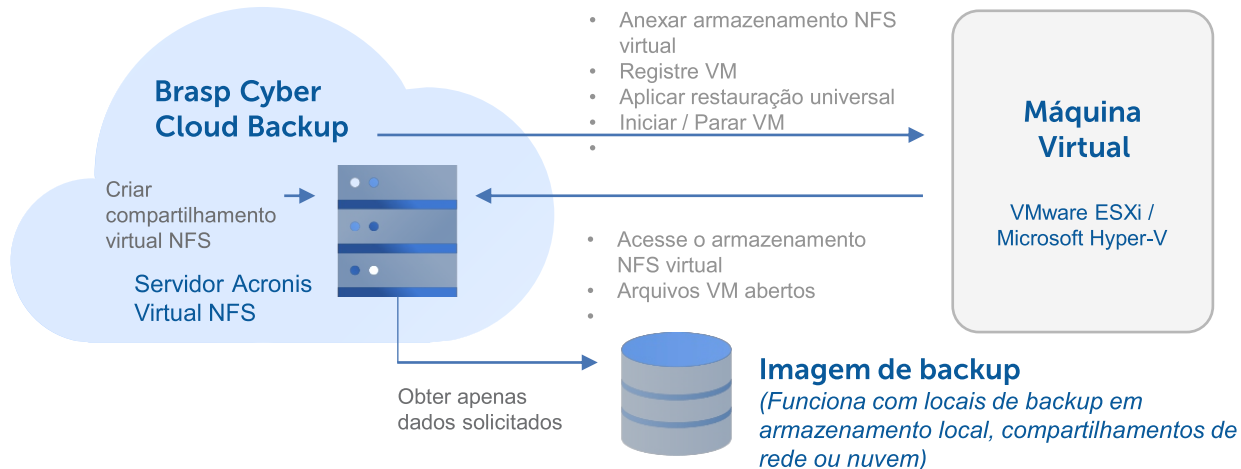 Brasp Cyber
Cloud Backup
Criar
compartilhamento
virtual NFS
Servidor Acronis
Virtual NFS
• Anexar armazenamento NFS
virtual
• Registre VM
• Aplicar restauração universal
• Iniciar / Parar VM
•
Máquina
Virtual
VMware ESXi /
Microsoft Hyper-V
• Acesse o armazenamento
NFS virtual
• Arquivos VM abertos
•
Obter apenas
dados solicitados
Imagem de backup
(Funciona com locais de backup em
armazenamento local, compartilhamentos de
rede ou nuvem)